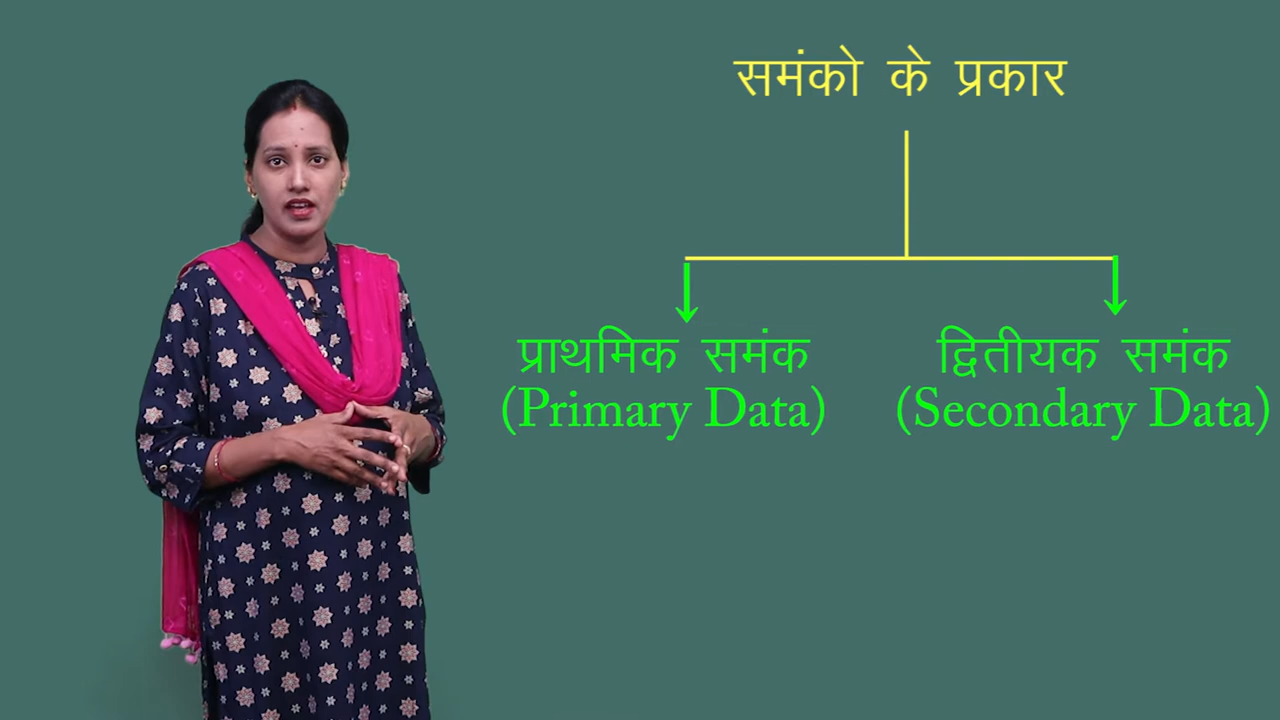 समंको के प्रकार
प्राथमिक समंक
(Primary Data)
द्वितीयक समंक
(Secondary Data)